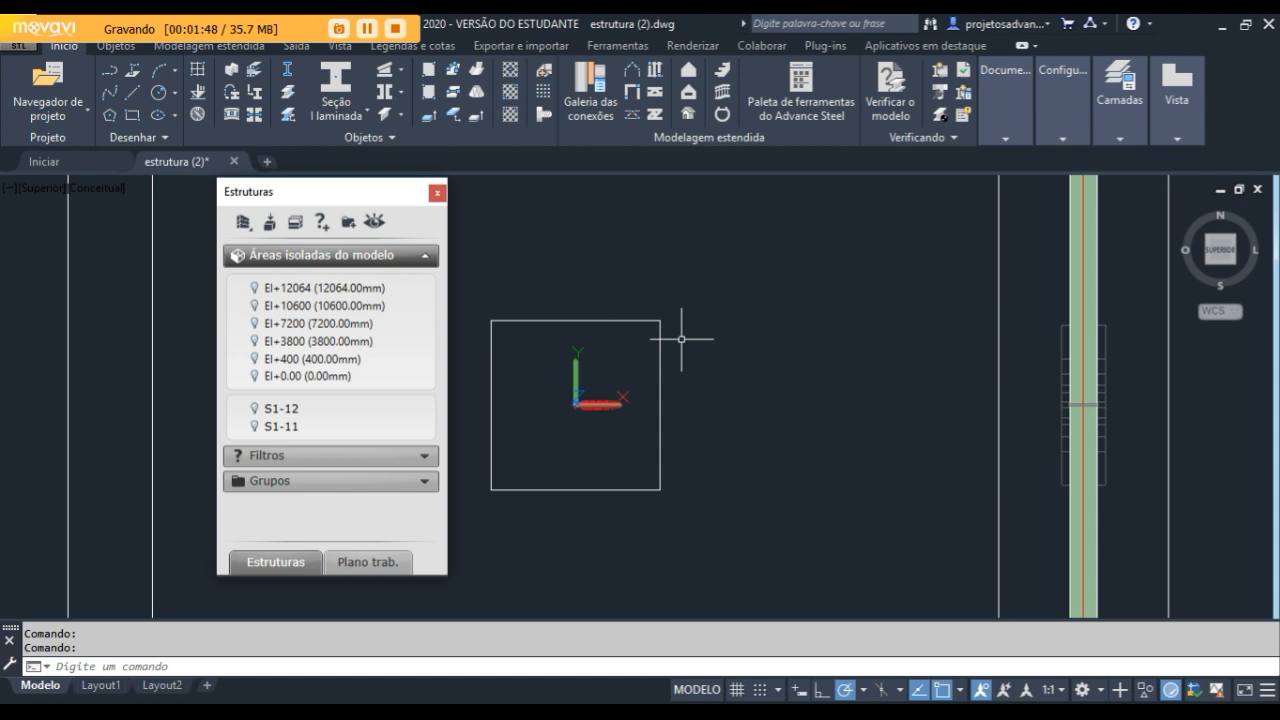 movavi
Gravando [00:01:48 / 35.7 MB]
2020 - VERSÃO DO ESTUDANTE estrutura (2).dwg
Digite palavra-chave ou frase
projetosadvan...
STL
Início Objetos Modelagem estendida Saída Vista Legendas e cotas Exportar e importar Ferramentas Renderizar Colaborar Plug-ins Aplicativos em destaque
Navegador de
projeto
Seção
I laminada
Galeria das
conexões
Paleta de ferramentas
do Advance Steel
Verificar o
modelo
Docume...
Configu...
Camadas
Vista
Projeto Desenhar Objetos Modelagem estendida Verificando
Iniciar estrutura (2)*
[−][Superior][Conceitual]
Estruturas
Áreas isoladas do modelo
El+12064 (12064.00mm)
El+10600 (10600.00mm)
El+7200 (7200.00mm)
El+3800 (3800.00mm)
El+400 (400.00mm)
El+0.00 (0.00mm)
S1-12
S1-11
Filtros
Grupos
Estruturas Plano trab.
Y
Z
X
N
O SUPERIOR L
S
WCS
Comando:
Comando:
Digite um comando
Modelo Layout1 Layout2
MODELO
1:1